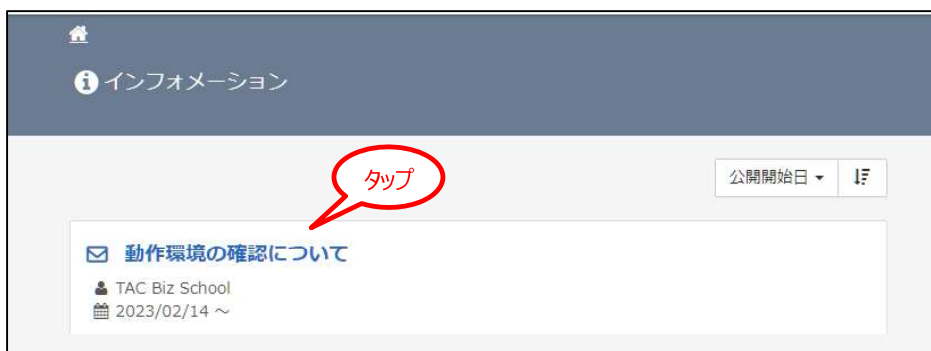 インフォメーション
タップ
公開開始日
動作環境の確認について
TAC Biz School
2023/02/14 ～